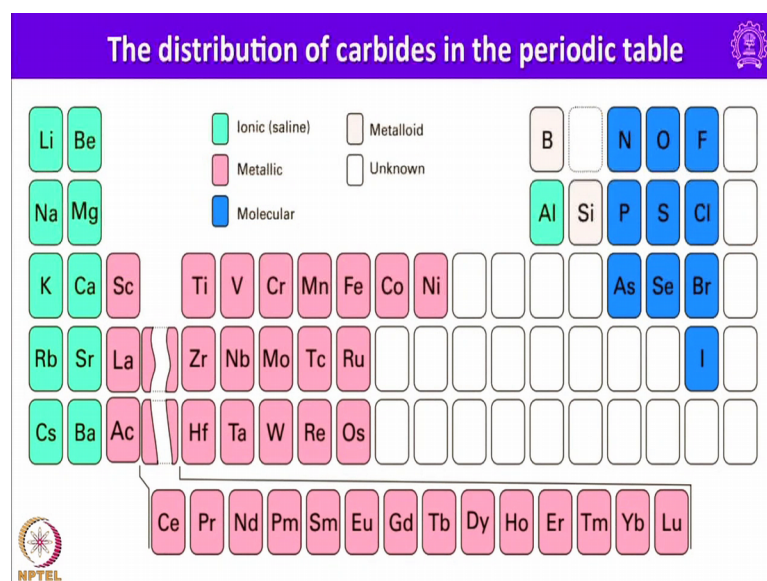 The distribution of carbides in the periodic table
Li Be Ionic (saline) Metalloid B N O F
Metallic Unknown
Molecular
Na Mg Al Si P S Cl
K Ca Sc Ti V Cr Mn Fe Co Ni As Se Br
Rb Sr La Zr Nb Mo Tc Ru I
Cs Ba Ac Hf Ta W Re Os
Ce Pr Nd Pm Sm Eu Gd Tb Dy Ho Er Tm Yb Lu
NPTEL